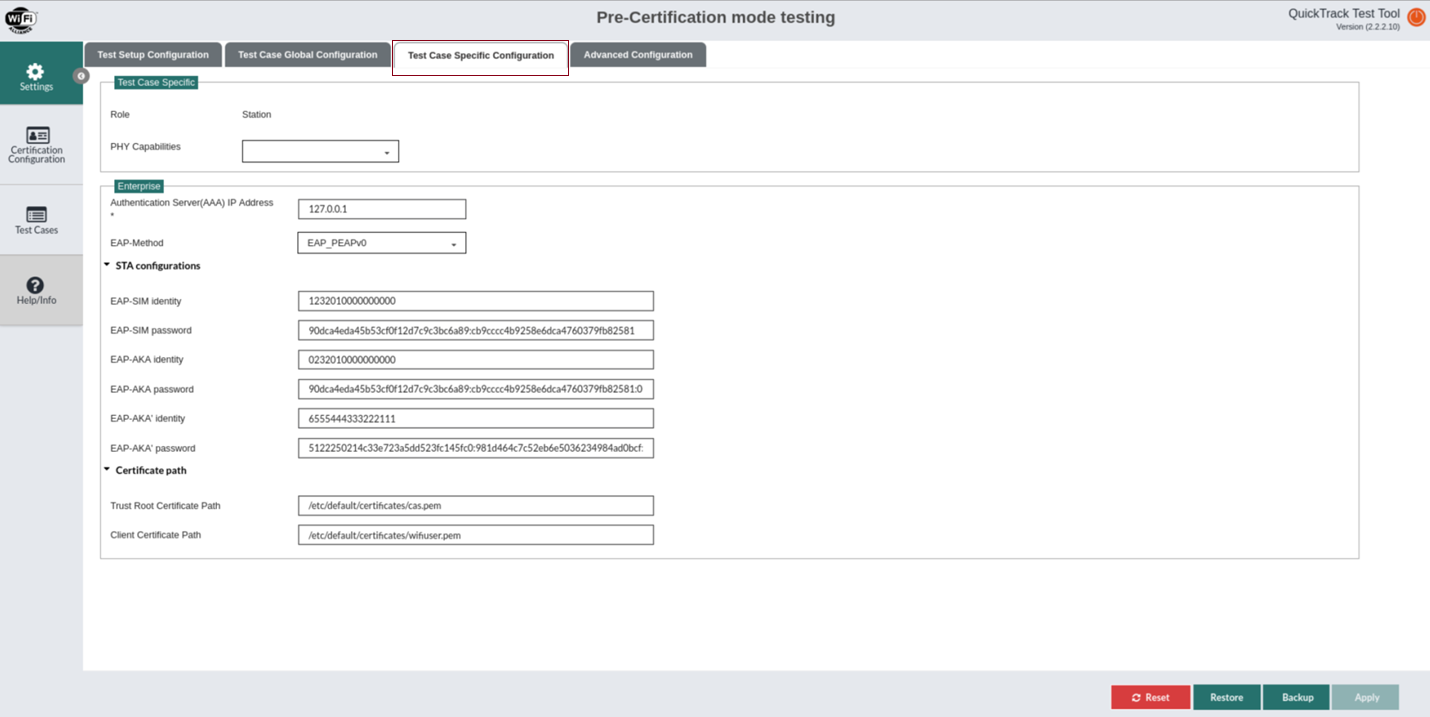 Wi Fi
ALLIANCE
Pre-Certification mode testing
QuickTrack Test Tool
Version (2.2.2.10)
Settings
Certification
Configuration
Test Cases
Help/Info
Test Setup Configuration
Test Case Global Configuration
Test Case Specific Configuration
Advanced Configuration
Test Case Specific
Role Station
PHY Capabilities
Enterprise
Authentication Server(AAA) IP Address
*
127.0.0.1
EAP-Method EAP_PEAPv0
STA configurations
EAP-SIM identity 1232010000000000
EAP-SIM password 90dca4eda45b53cf0f12d7c9c3bc6a89:cb9cccc4b9258e6dca4760379fb82581
EAP-AKA identity 0232010000000000
EAP-AKA password 90dca4eda45b53cf0f12d7c9c3bc6a89:cb9cccc4b9258e6dca4760379fb82581:0
EAP-AKA' identity 6555444333222111
EAP-AKA' password 5122250214c33e723a5dd523fc145fc0:981d464c7c52eb6e5036234984ad0bcf:
Certificate path
Trust Root Certificate Path /etc/default/certificates/cas.pem
Client Certificate Path /etc/default/certificates/wifiuser.pem
Reset
Restore
Backup
Apply